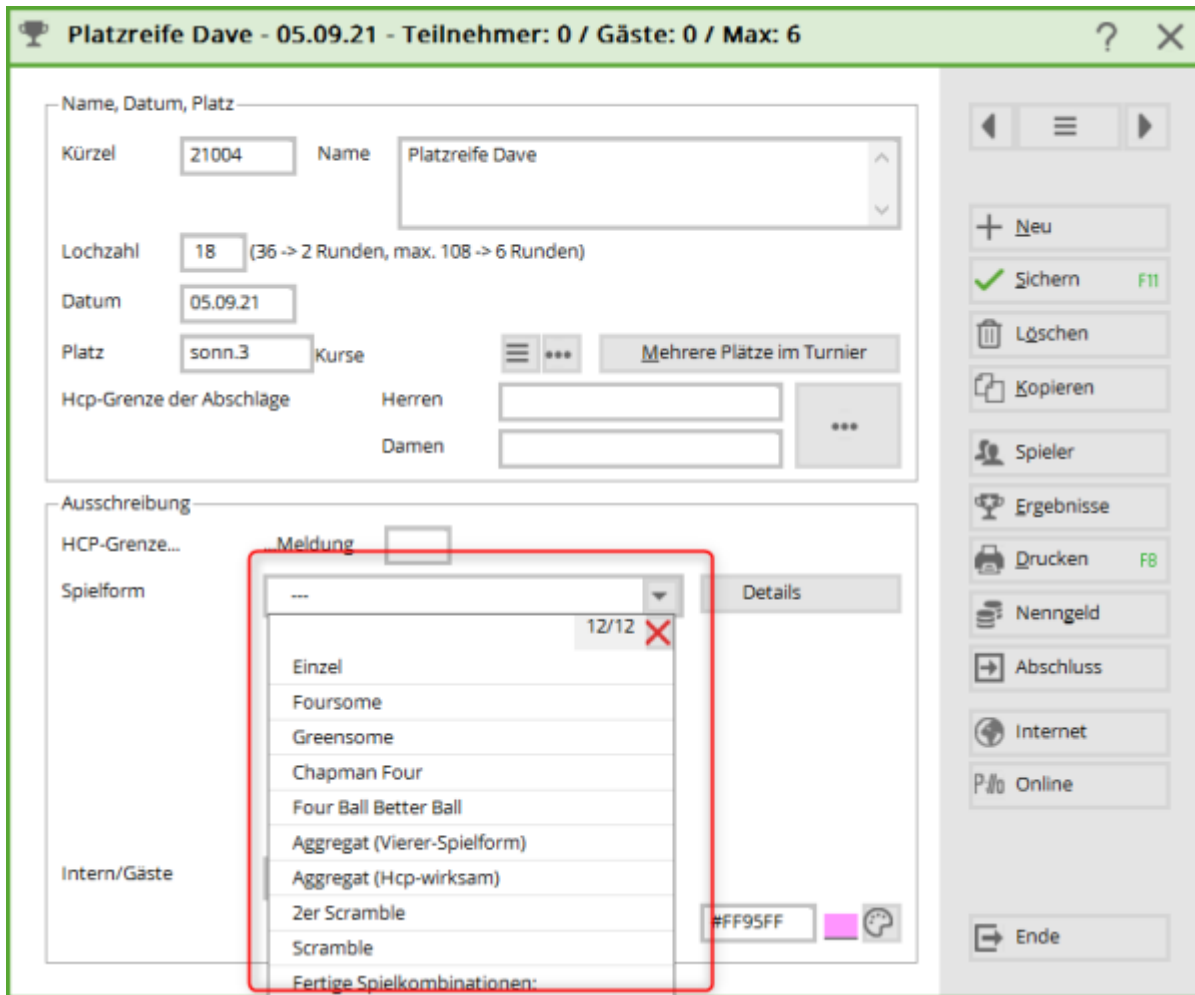 Platzreife Dave - 05.09.21 - Teilnehmer: 0 / Gäste: 0 / Max: 6
?
Name, Datum, Platz
Kürzel 21004 Name Platzreife Dave
Lochzahl 18 (36 -> 2 Runden, max. 108 -> 6 Runden)
Datum 05.09.21
Platz sonn.3 Kurse Mehrere Plätze im Turnier
Hcp-Grenze der Abschläge Herren
Damen
Ausschreibung
HCP-Grenze... ...Meldung
Spielform --- Details
12/12
Einzel
Foursome
Greensome
Chapman Four
Four Ball Better Ball
Aggregat (Vierer-Spielform)
Aggregat (Hcp-wirksam)
2er Scramble
Scramble
Fertige Spielkombinationen:
Intern/Gäste
#FF95FF
Neu
Sichern F11
Löschen
Kopieren
Spieler
Ergebnisse
Drucken F8
Nenngeld
Abschluss
Internet
Online
Ende